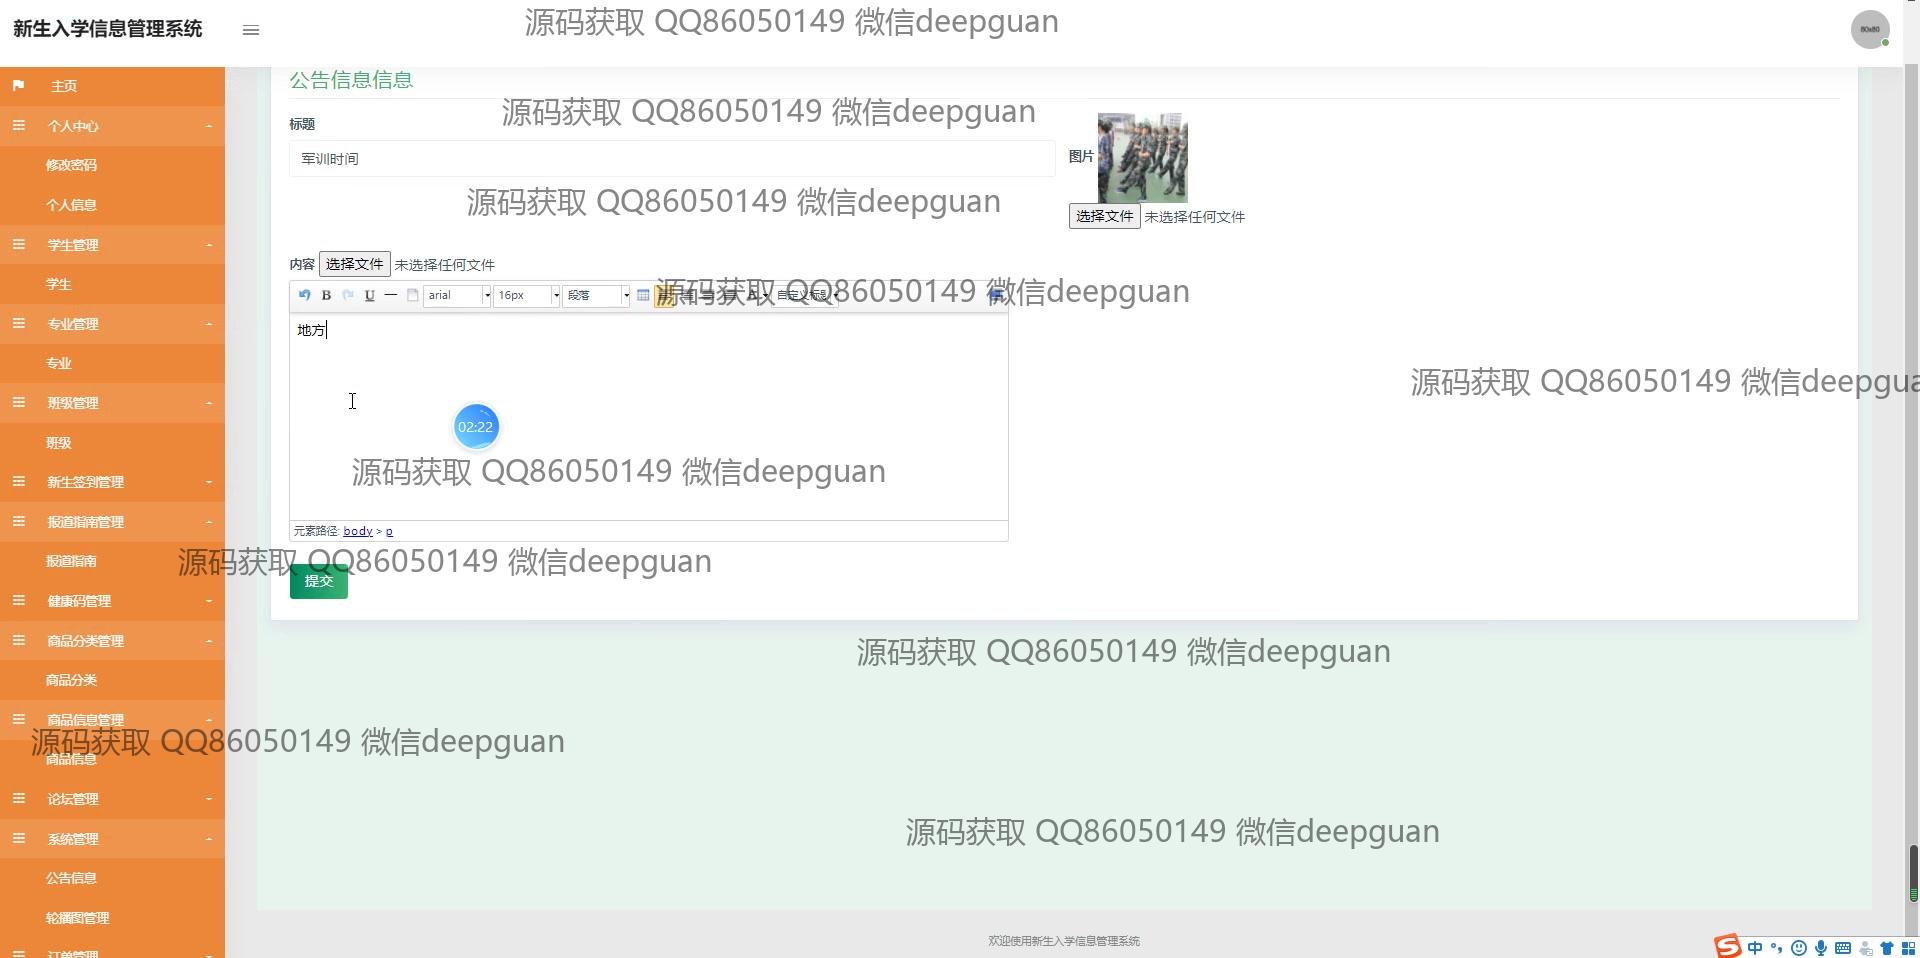 新生入学信息管理系统
源码获取 QQ86050149 微信deepguan
60x60
主页
公告信息信息
源码获取 QQ86050149 微信deepguan
个人中心
标题
修改密码
军训时间
图片
个人信息
源码获取 QQ86050149 微信deepguan
选择文件 未选择任何文件
学生管理
内容 选择文件 未选择任何文件
学生
B U arial 16px 段落 自定义标题
源码获取 QQ86050149 微信deepguan
专业管理
地方
专业
源码获取 QQ86050149 微信deepgua
班级管理
02:22
班级
源码获取 QQ86050149 微信deepguan
新生签到管理
报道指南管理
元素路径: body > p
报道指南
源码获取 QQ86050149 微信deepguan
提交
健康码管理
商品分类管理
源码获取 QQ86050149 微信deepguan
商品分类
商品信息管理
源码获取 QQ86050149 微信deepguan
商品信息
论坛管理
源码获取 QQ86050149 微信deepguan
系统管理
公告信息
轮播图管理
欢迎使用新生入学信息管理系统
订单管理
S 中